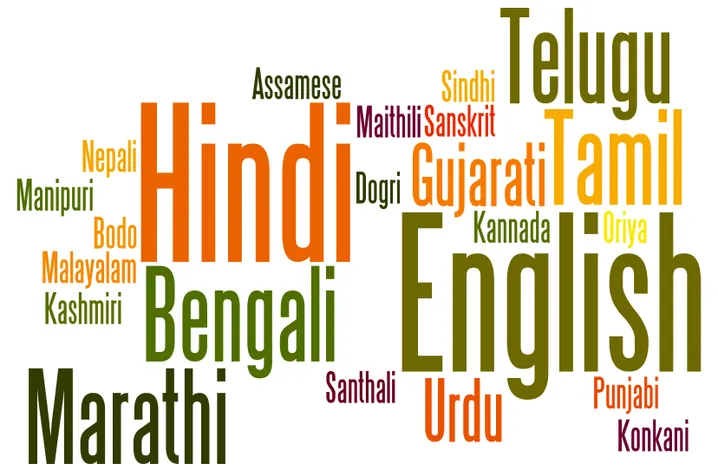 Telugu
Assamese
Sindhi
Hindi
Maithili
Sanskrit
Tamil
Nepali
Gujarati
Manipuri
Dogri
Bodo
Kannada
Oriya
English
Malayalam
Bengali
Kashmiri
Marathi
Santhali
Urdu
Punjabi
Konkani